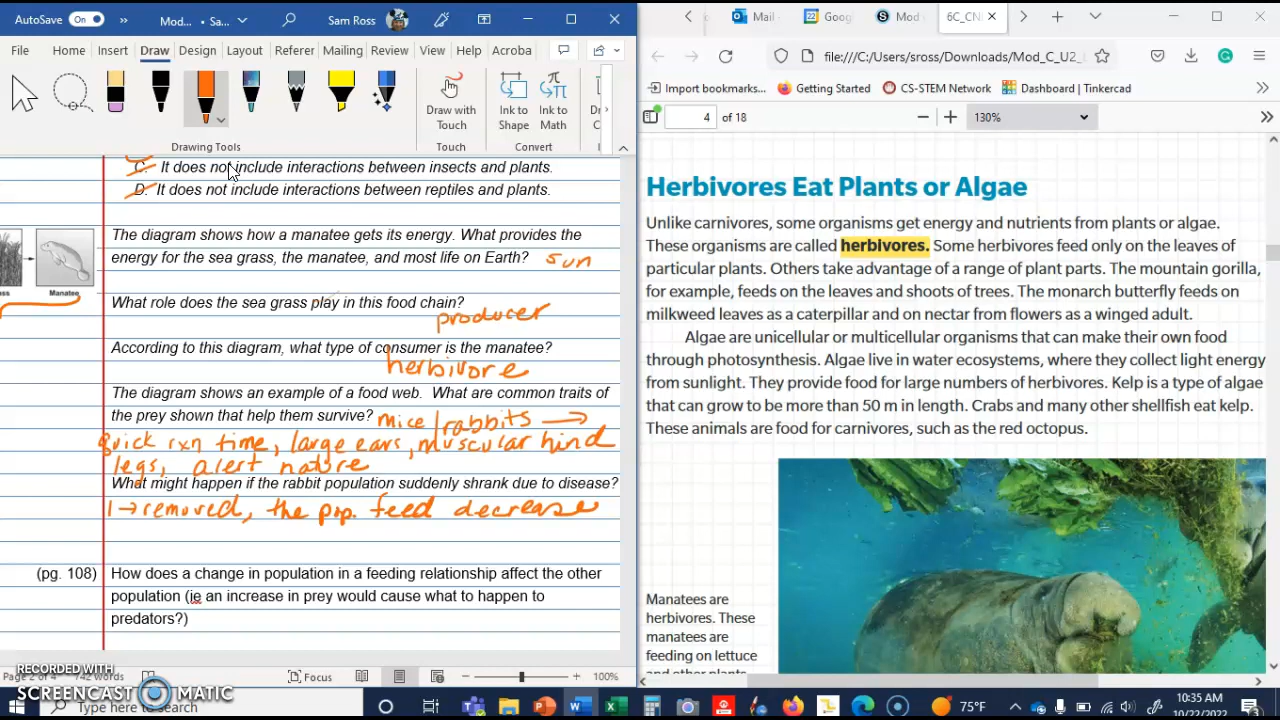 AutoSave On Mod... Sa... Sam Ross
File Home Insert Draw Design Layout Referer Mailing Review View Help Acroba
Draw with Touch Ink to Shape Ink to Math
Drawing Tools Touch Convert
C. It does not include interactions between insects and plants.
D. It does not include interactions between reptiles and plants.
The diagram shows how a manatee gets its energy. What provides the
energy for the sea grass, the manatee, and most life on Earth? sun
Manatee
What role does the sea grass play in this food chain?
producer
According to this diagram, what type of consumer is the manatee?
herbivore
The diagram shows an example of a food web. What are common traits of
the prey shown that help them survive? mice/rabbits →
quick rxn time, large ears, muscular hind
legs, alert nature
What might happen if the rabbit population suddenly shrank due to disease?
1 → removed, the pop. feed decrease
(pg. 108) How does a change in population in a feeding relationship affect the other
population (ie an increase in prey would cause what to happen to
predators?)
Page 2 of 4 742 words Focus 100%
RECORDED WITH
SCREENCAST MATIC
Type here to search
Mail Goog Mod 6C_CN
file:///C:/Users/sross/Downloads/Mod_C_U2_
Import bookmarks... Getting Started CS-STEM Network Dashboard | Tinkercad
4 of 18 130%
Herbivores Eat Plants or Algae
Unlike carnivores, some organisms get energy and nutrients from plants or algae.
These organisms are called herbivores. Some herbivores feed only on the leaves of
particular plants. Others take advantage of a range of plant parts. The mountain gorilla,
for example, feeds on the leaves and shoots of trees. The monarch butterfly feeds on
milkweed leaves as a caterpillar and on nectar from flowers as a winged adult.
Algae are unicellular or multicellular organisms that can make their own food
through photosynthesis. Algae live in water ecosystems, where they collect light energy
from sunlight. They provide food for large numbers of herbivores. Kelp is a type of algae
that can grow to be more than 50 m in length. Crabs and many other shellfish eat kelp.
These animals are food for carnivores, such as the red octopus.
Manatees are
herbivores. These
manatees are
feeding on lettuce
and other plants
75°F 10:35 AM
10/22/2022